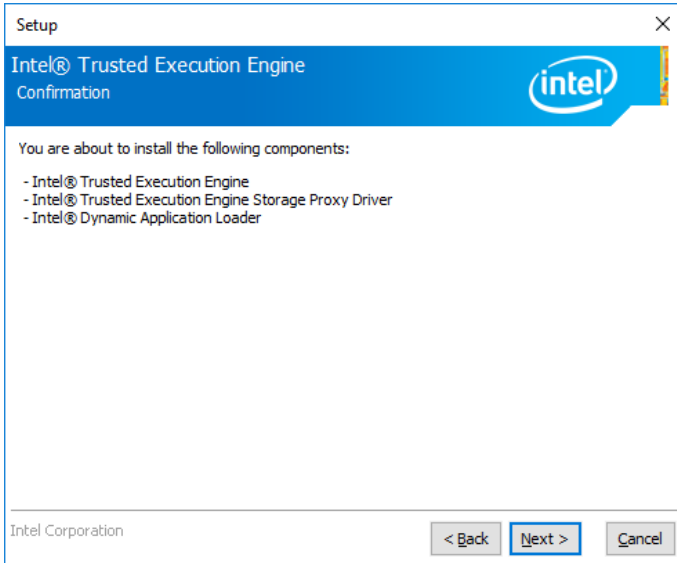 Setup
Intel® Trusted Execution Engine
Confirmation
intel
You are about to install the following components:
- Intel® Trusted Execution Engine
- Intel® Trusted Execution Engine Storage Proxy Driver
- Intel® Dynamic Application Loader
Intel Corporation
< Back Next > Cancel